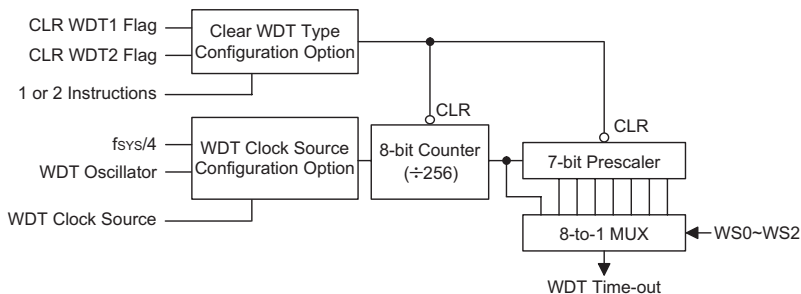 CLR WDT1 Flag
CLR WDT2 Flag
1 or 2 Instructions
Clear WDT Type
Configuration Option
CLR
CLR
fSYS/4
WDT Oscillator
WDT Clock Source
WDT Clock Source
Configuration Option
8-bit Counter
(÷256)
7-bit Prescaler
8-to-1 MUX
WS0~WS2
WDT Time-out